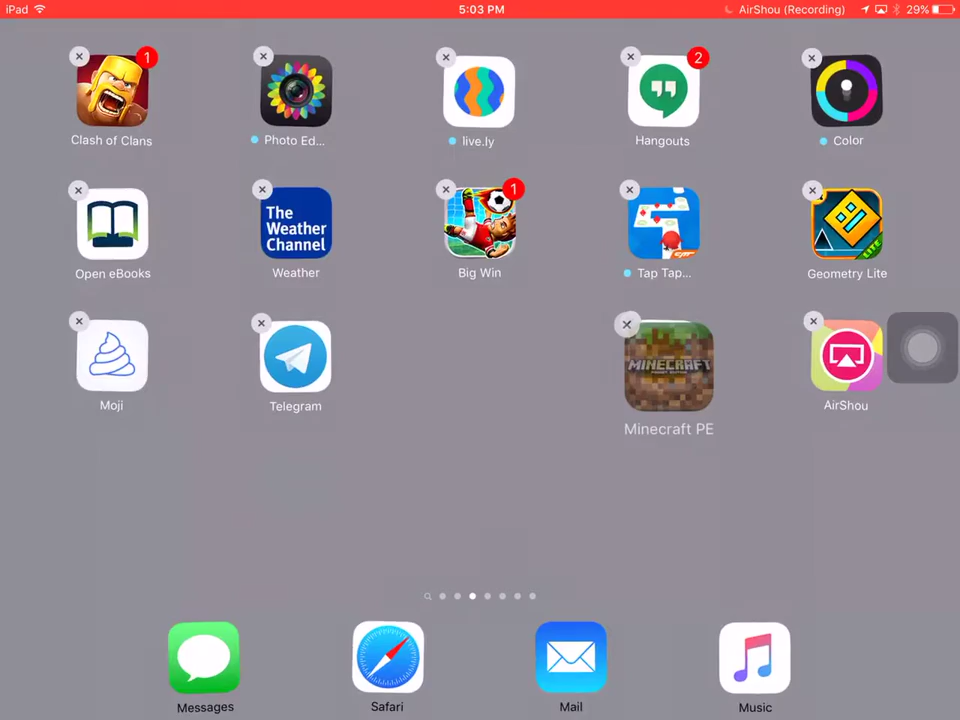 iPad 5:03 PM AirShou (Recording) 29%
1 2
Clash of Clans Photo Ed... live.ly Hangouts Color
The Weather Channel 1 LITE
Open eBooks Weather Big Win Tap Tap... Geometry Lite
MINECRAFT
Moji Telegram AirShou
Minecraft PE
Messages Safari Mail Music